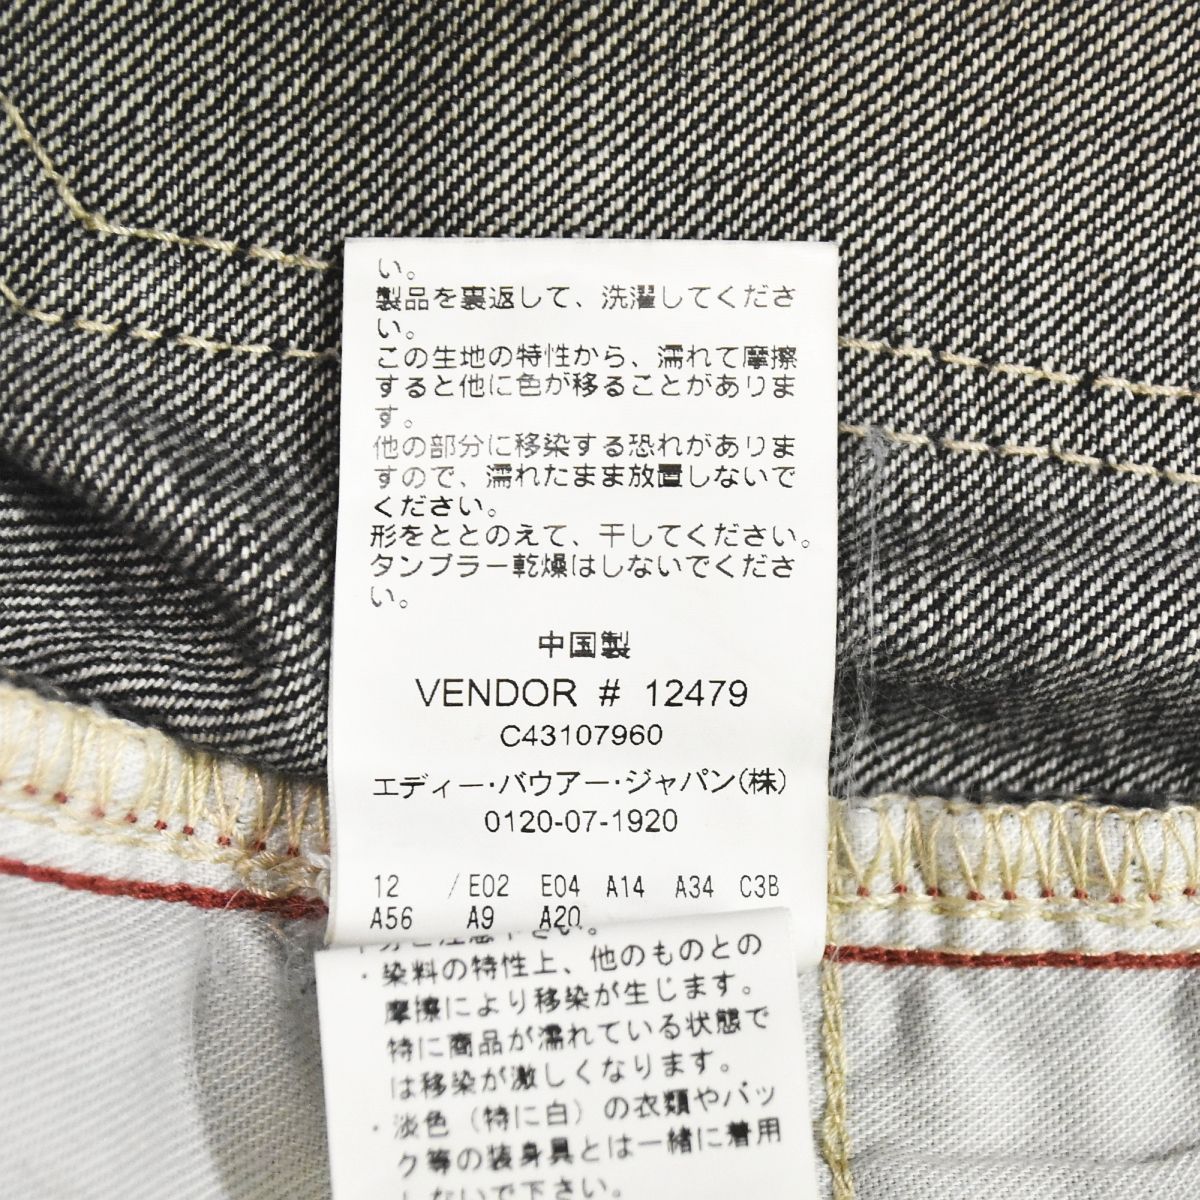 い。
製品を裏返して、洗濯してくださ
い。
この生地の特性から、濡れて摩擦
すると他に色が移ることがありま
す。
他の部分に移染する恐れがありま
すので、濡れたまま放置しないで
ください。
形をととのえて、干してください。
タンブラー乾燥はしないでくださ
い。
中国製
VENDOR # 12479
C43107960
エディー・バウアー・ジャパン(株)
0120-07-1920
12 /E02 E04 A14 A34 C3B
A56 A9 A20
・染料の特性上、他のものとの
摩擦により移染が生じます。
特に商品が濡れている状態で
は移染が激しくなります。
・淡色(特に白)の衣類やバッ
ク等の装身具とは一緒に着用
しないで下さい。